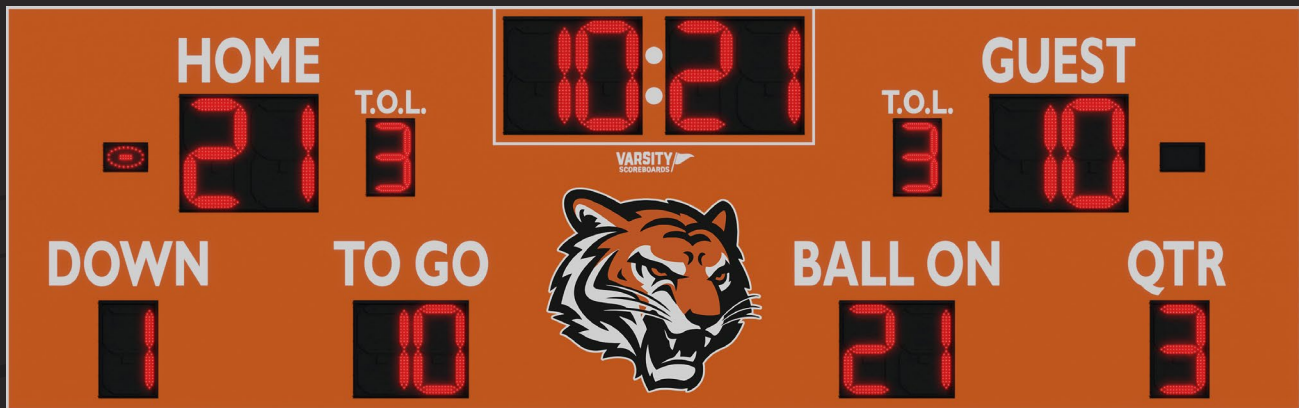 HOME
21
T.O.L.
3
10:21
T.O.L.
3
GUEST
10
VARSITY
SCOREBOARDS
DOWN
1
TO GO
10
BALL ON
21
QTR
3